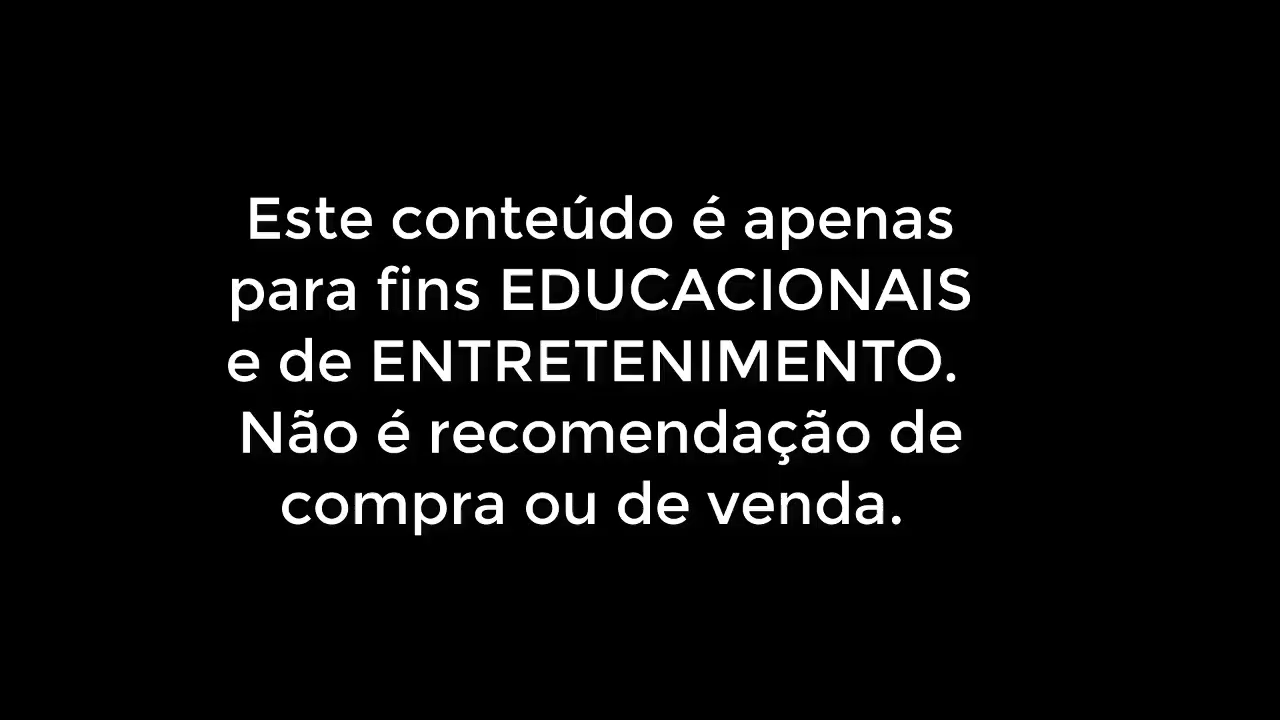 Este conteúdo é apenas
para fins EDUCACIONAIS
e de ENTRETENIMENTO.
Não é recomendação de
compra ou de venda.